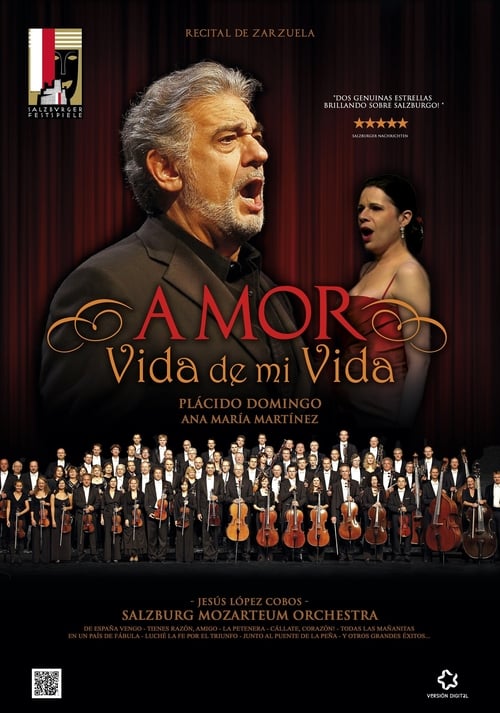 RECITAL DE ZARZUELA
SALZBURGER
FESTSPIELE
"DOS GENUINAS ESTRELLAS
BRILLANDO SOBRE SALZBURGO! "
SALZBURGER NACHRICHTEN
AMOR
Vida de mi Vida
PLÁCIDO DOMINGO
ANA MARÍA MARTÍNEZ
- JESÚS LÓPEZ COBOS -
SALZBURG MOZARTEUM ORCHESTRA
DE ESPAÑA VENGO - TIENES RAZÓN, AMIGO - LA PETENERA - CÁLLATE, CORAZÓN! - TODAS LAS MAÑANITAS
EN UN PAÍS DE FÁBULA - LUCHÉ LA FE POR EL TRIUNFO - JUNTO AL PUENTE DE LA PEÑA - Y OTROS GRANDES ÉXITOS...
VERSIÓN DIGITAL